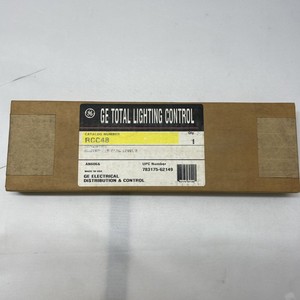 GE TOTAL LIGHTING CONTROL
CATALOG NUMBER
Qty
RCC48
1
UPC Number
783175-62149
MADE IN USA
GE ELECTRICAL
DISTRIBUTION & CONTROL